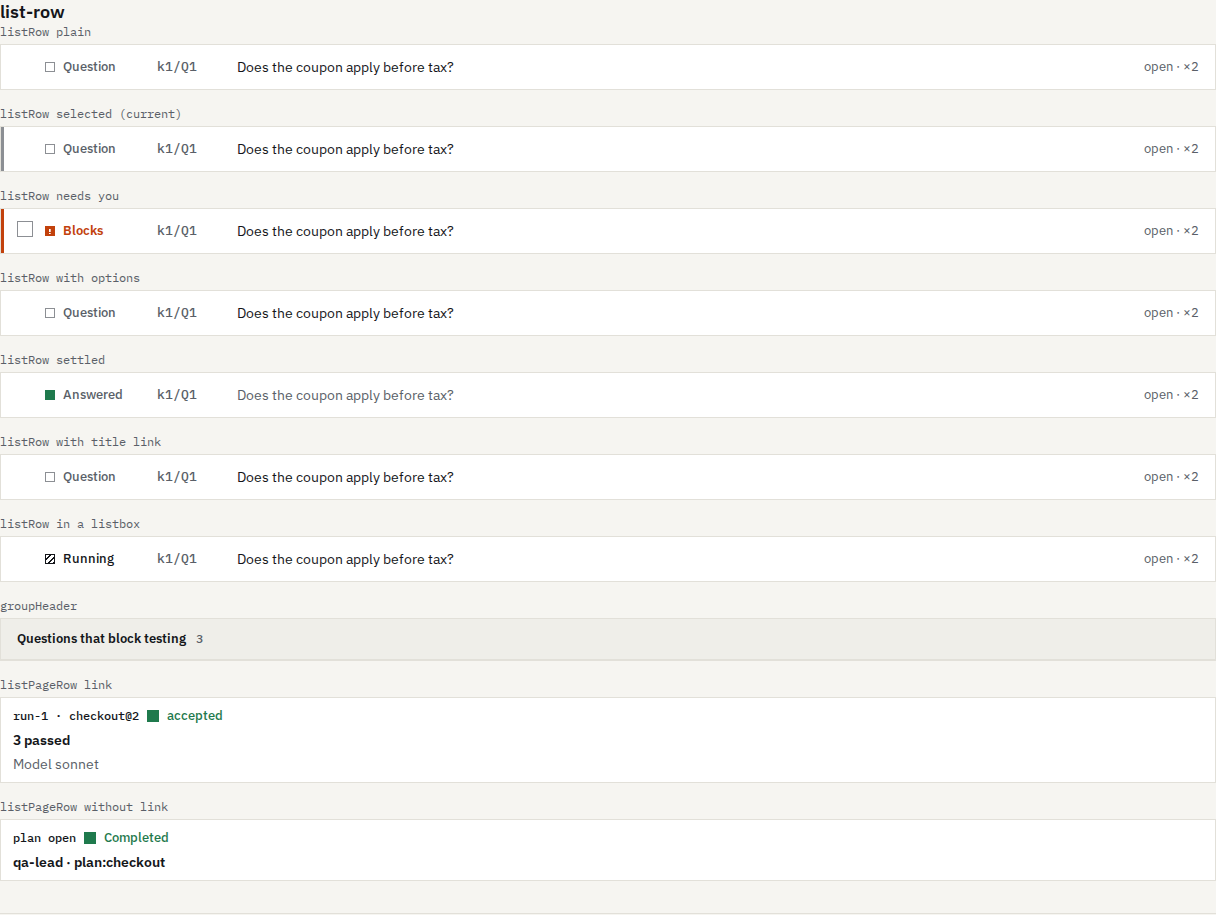 list-row
listRow plain
Question k1/Q1 Does the coupon apply before tax? open · ×2
listRow selected (current)
Question k1/Q1 Does the coupon apply before tax? open · ×2
listRow needs you
! Blocks k1/Q1 Does the coupon apply before tax? open · ×2
listRow with options
Question k1/Q1 Does the coupon apply before tax? open · ×2
listRow settled
Answered k1/Q1 Does the coupon apply before tax? open · ×2
listRow with title link
Question k1/Q1 Does the coupon apply before tax? open · ×2
listRow in a listbox
Running k1/Q1 Does the coupon apply before tax? open · ×2
groupHeader
Questions that block testing 3
listPageRow link
run-1 · checkout@2 accepted
3 passed
Model sonnet
listPageRow without link
plan open Completed
qa-lead · plan:checkout